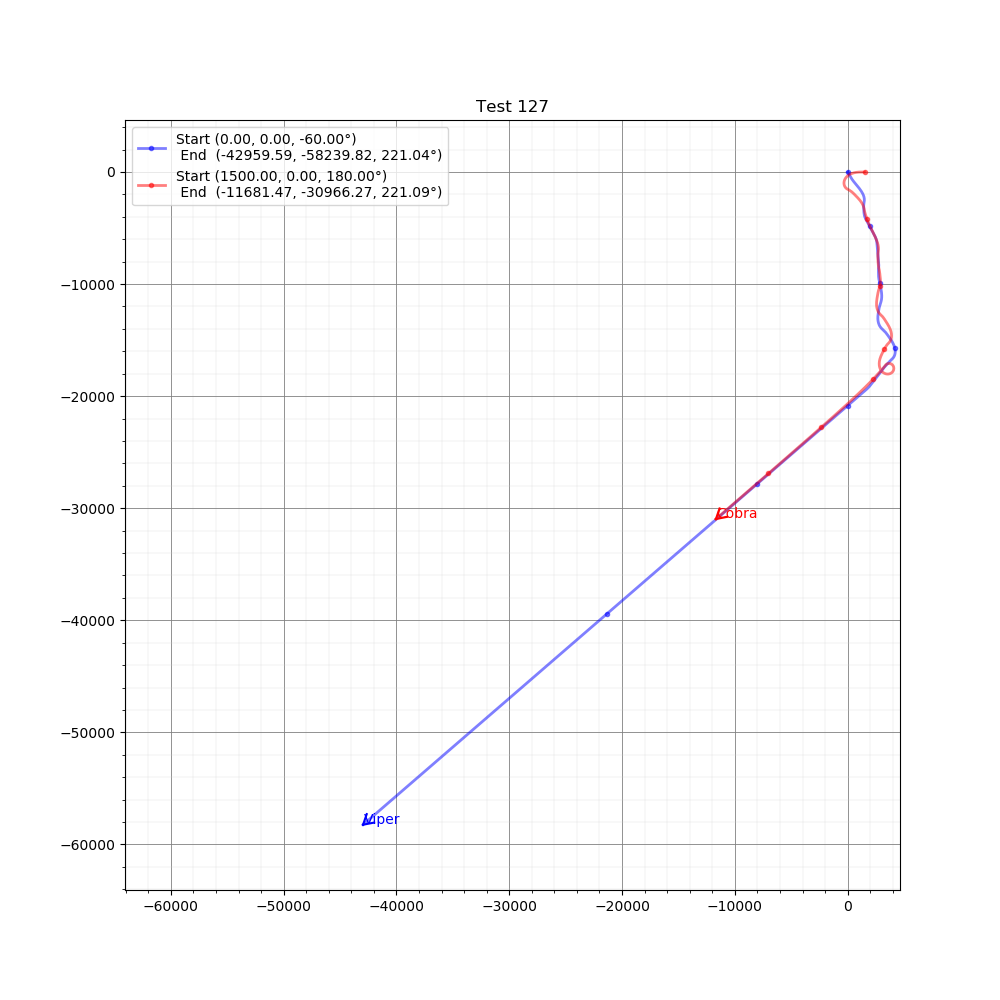 Test 127
Start (0.00, 0.00, -60.00°)
End  (-42959.59, -58239.82, 221.04°)
Start (1500.00, 0.00, 180.00°)
End  (-11681.47, -30966.27, 221.09°)
0
−10000
−20000
−30000
−40000
−50000
−60000
Cobra
Viper
−60000 −50000 −40000 −30000 −20000 −10000 0